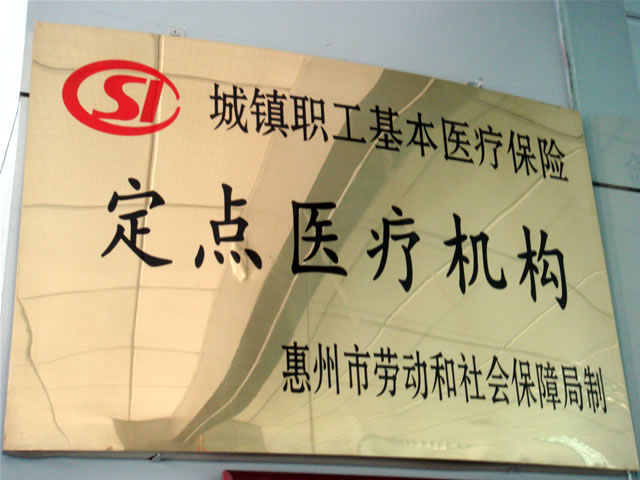 SI 城镇职工基本医疗保险
定点医疗机构
惠州市劳动和社会保障局制